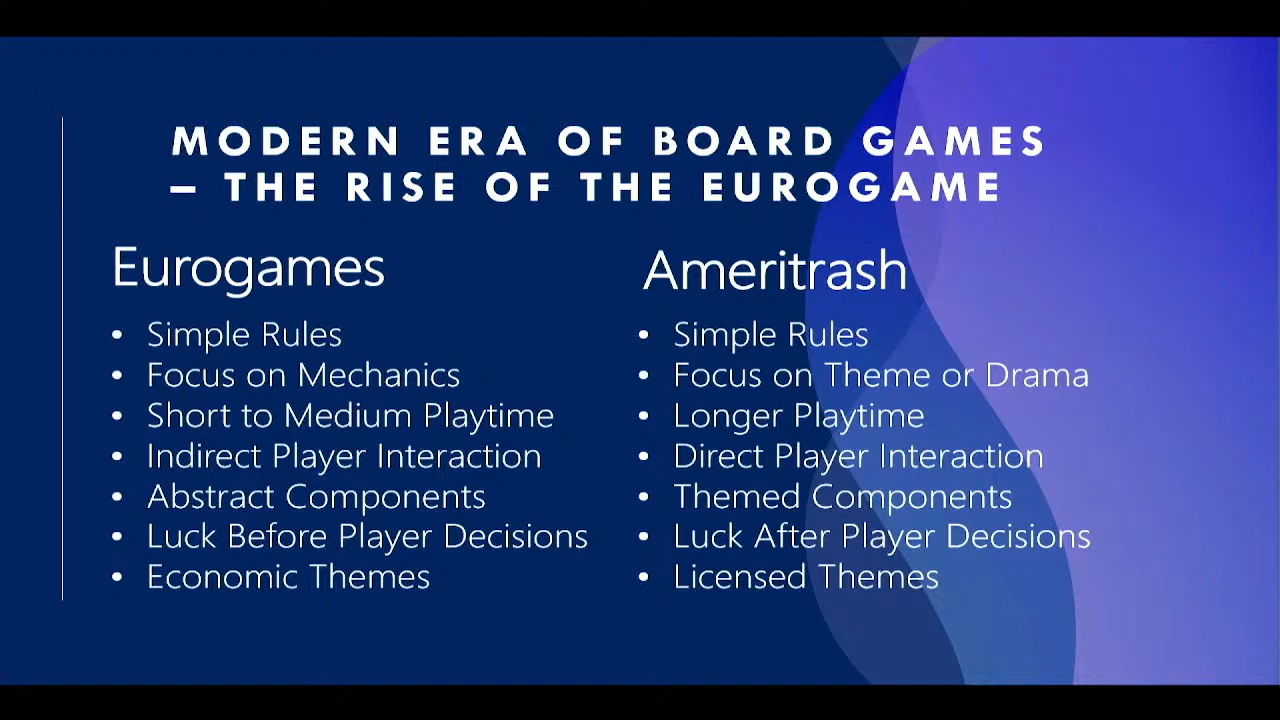 MODERN ERA OF BOARD GAMES
– THE RISE OF THE EUROGAME
Eurogames
• Simple Rules
• Focus on Mechanics
• Short to Medium Playtime
• Indirect Player Interaction
• Abstract Components
• Luck Before Player Decisions
• Economic Themes
Ameritrash
• Simple Rules
• Focus on Theme or Drama
• Longer Playtime
• Direct Player Interaction
• Themed Components
• Luck After Player Decisions
• Licensed Themes